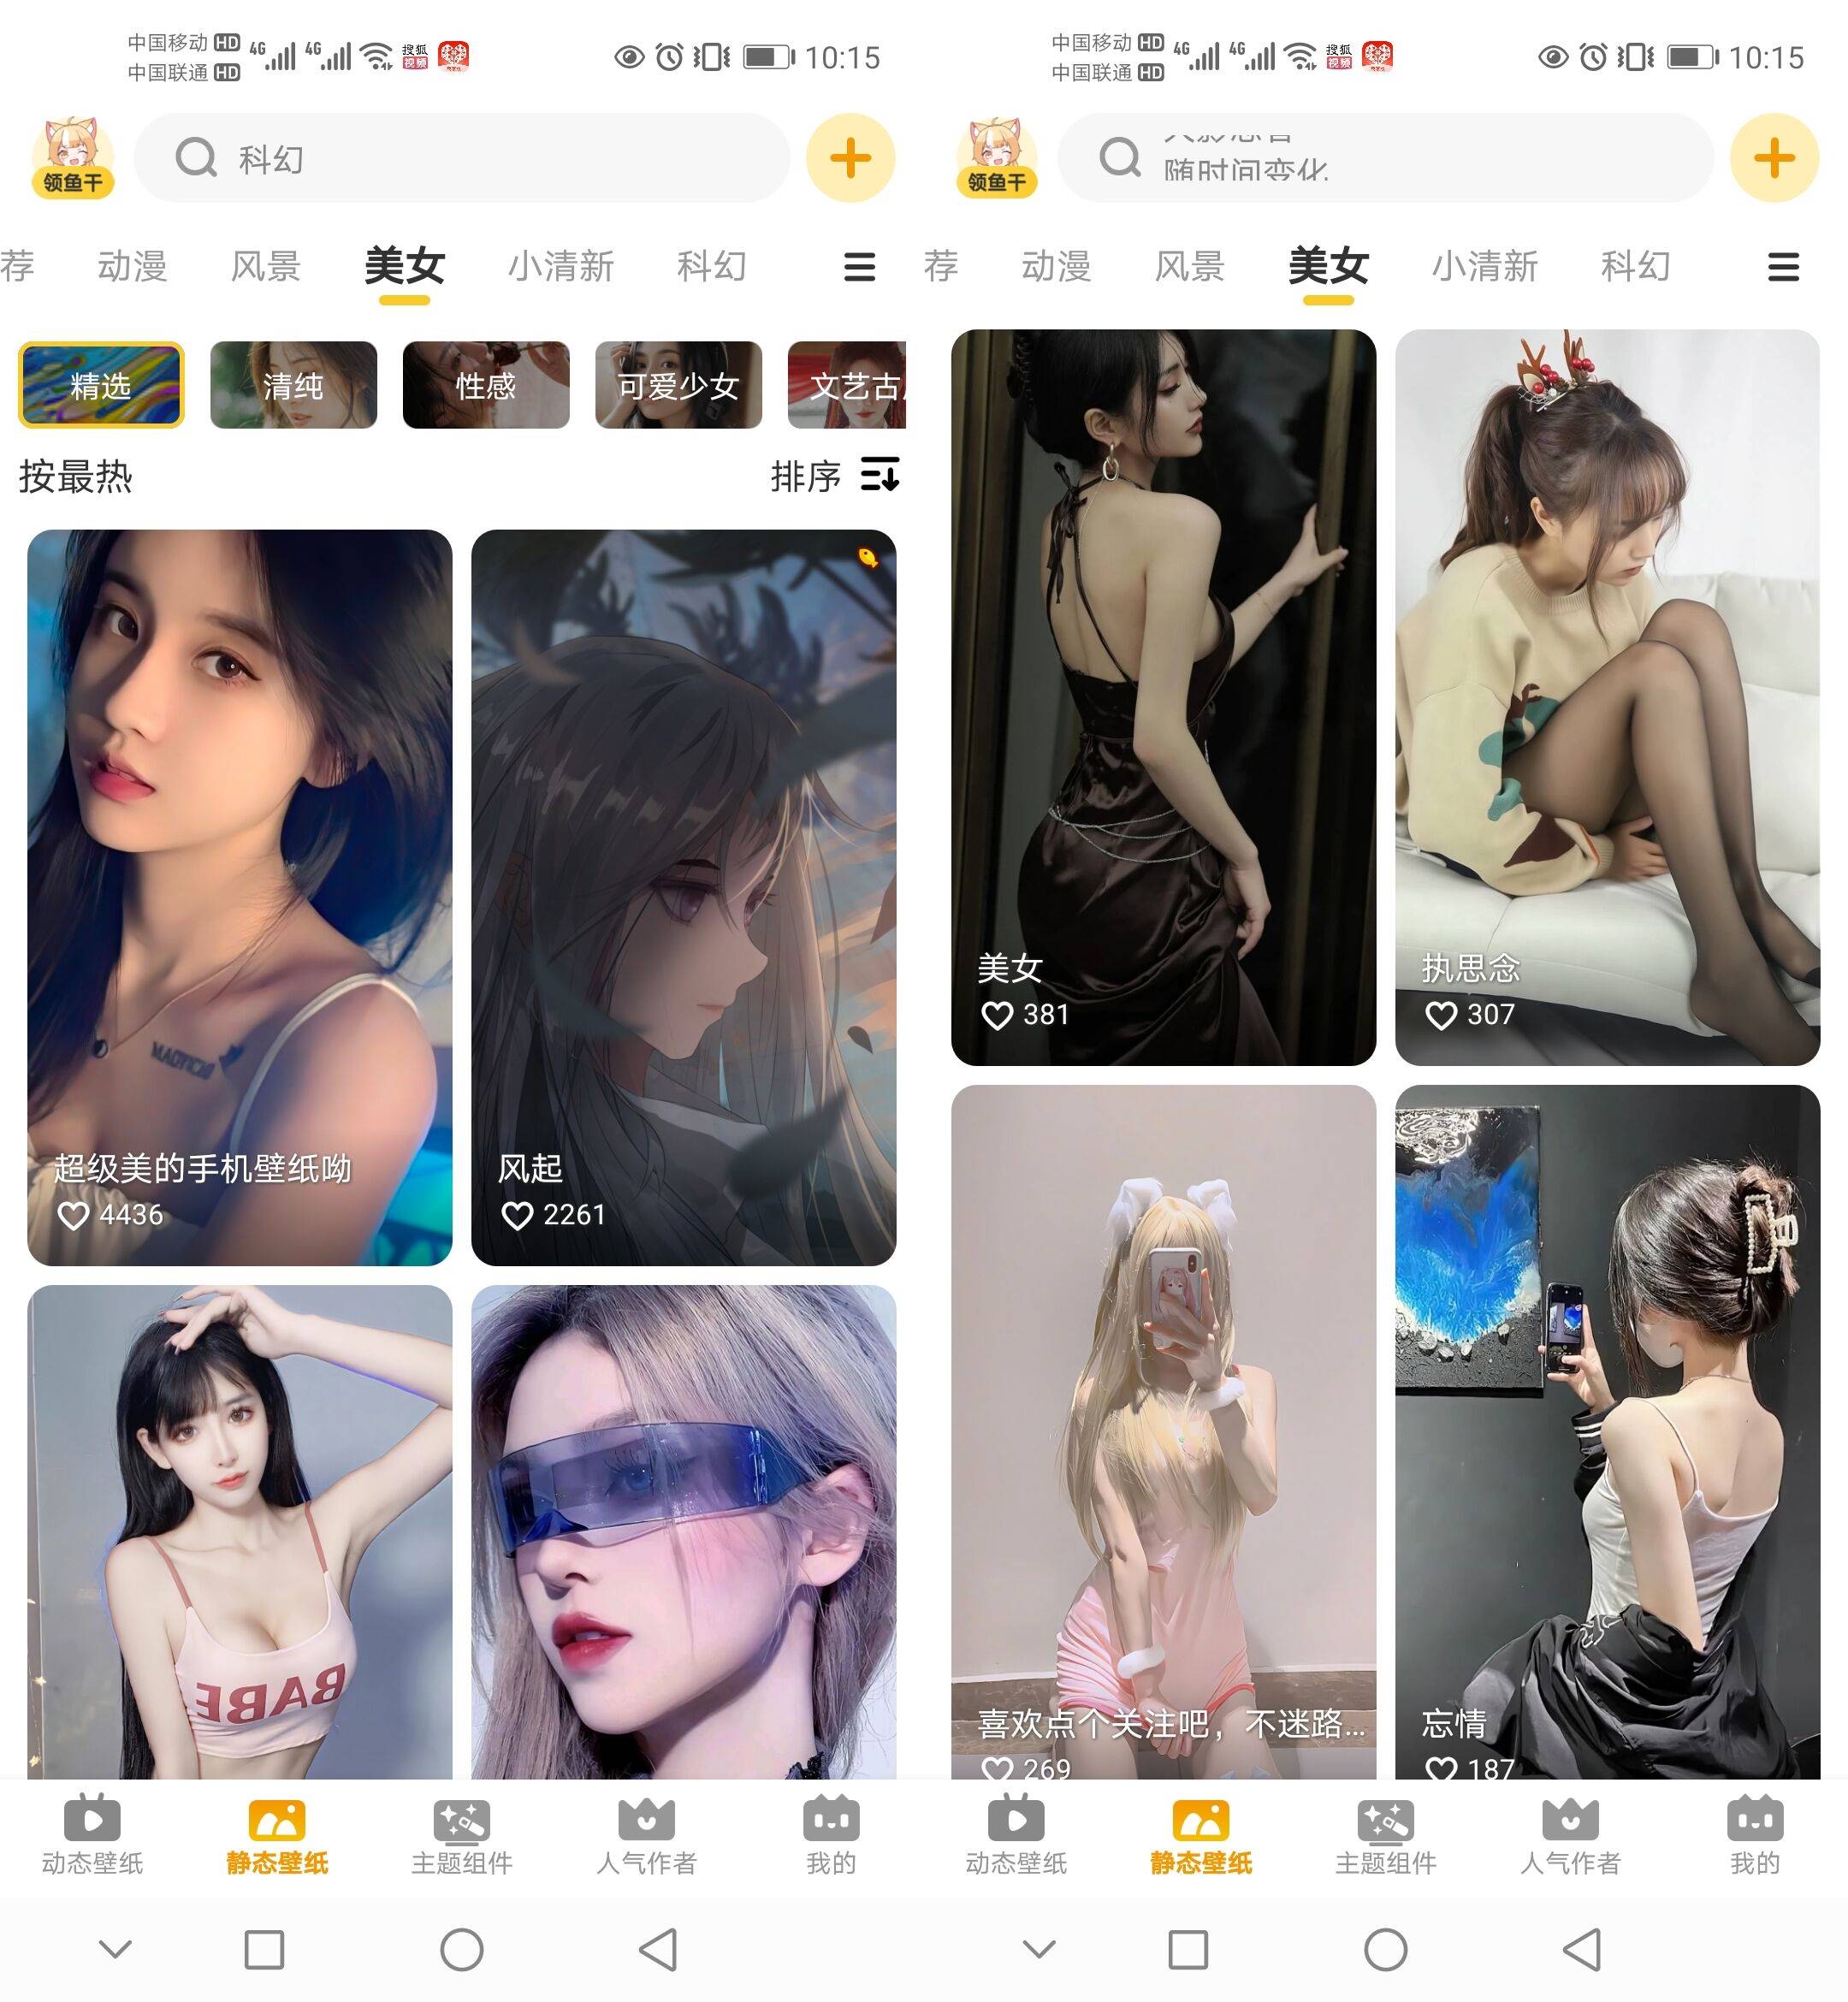 中国移动 HD 4G 4G 搜狐视频 10:15
中国联通 HD
领鱼干
科幻
荐 动漫 风景 美女 小清新 科幻
精选 清纯 性感 可爱少女 文艺古
按最热 排序
MAGTICIAO
超级美的手机壁纸呦
4436
风起
2261
BABE
动态壁纸 静态壁纸 主题组件 人气作者 我的
中国移动 HD 4G 4G 搜狐视频 10:15
中国联通 HD
领鱼干
随时间变化
荐 动漫 风景 美女 小清新 科幻
美女
381
执思念
307
喜欢点个关注吧，不迷路...
269
忘情
187
动态壁纸 静态壁纸 主题组件 人气作者 我的